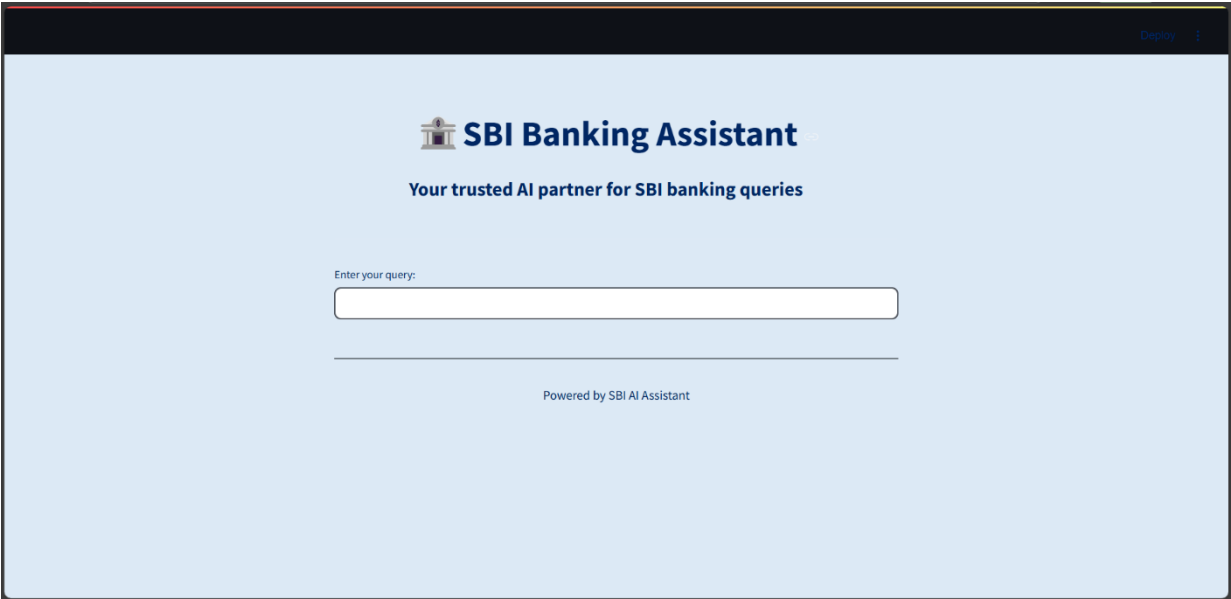 Deploy
SBI Banking Assistant
Your trusted AI partner for SBI banking queries
Enter your query:
Powered by SBI AI Assistant